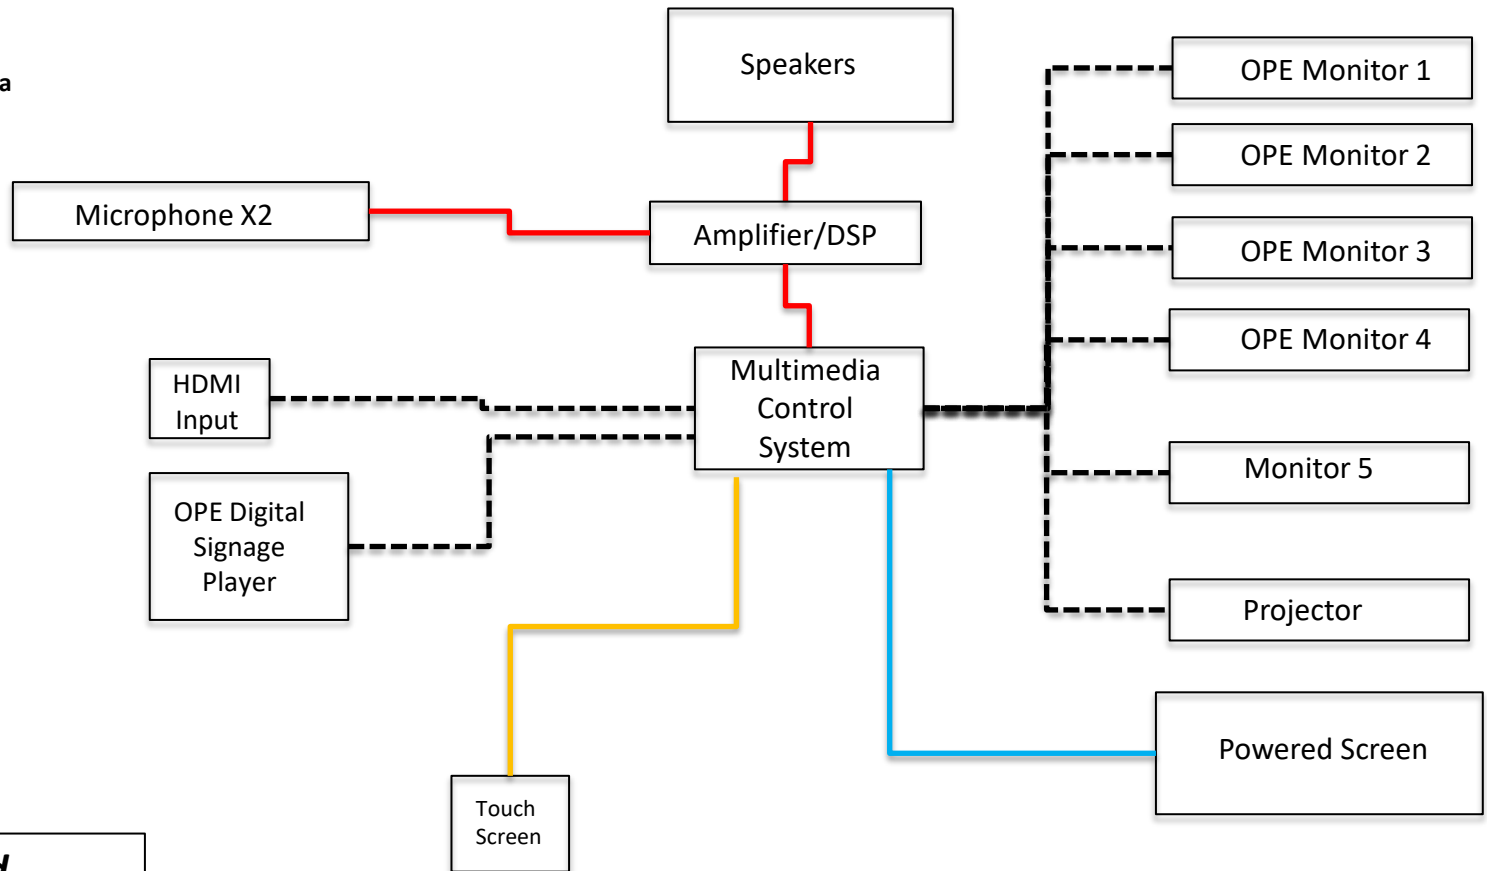 Speakers
a
OPE Monitor 1
OPE Monitor 2
Microphone X2
Amplifier/DSP
OPE Monitor 3
OPE Monitor 4
HDMI
Input
Multimedia
Control
System
OPE Digital
Signage
Player
Monitor 5
Projector
Powered Screen
Touch
Screen